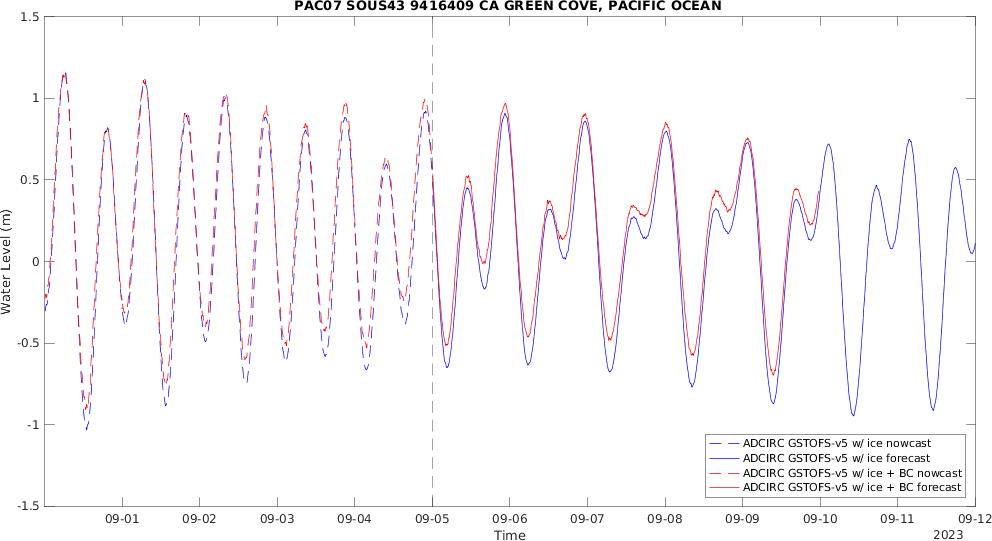 PAC07 SOUS43 9416409 CA GREEN COVE, PACIFIC OCEAN
1.5
1
0.5
0
-0.5
-1
-1.5
Water Level (m)
09-01 09-02 09-03 09-04 09-05 09-06 09-07 09-08 09-09 09-10 09-11 09-12
Time
2023
ADCIRC GSTOFS-v5 w/ ice nowcast
ADCIRC GSTOFS-v5 w/ ice forecast
ADCIRC GSTOFS-v5 w/ ice + BC nowcast
ADCIRC GSTOFS-v5 w/ ice + BC forecast